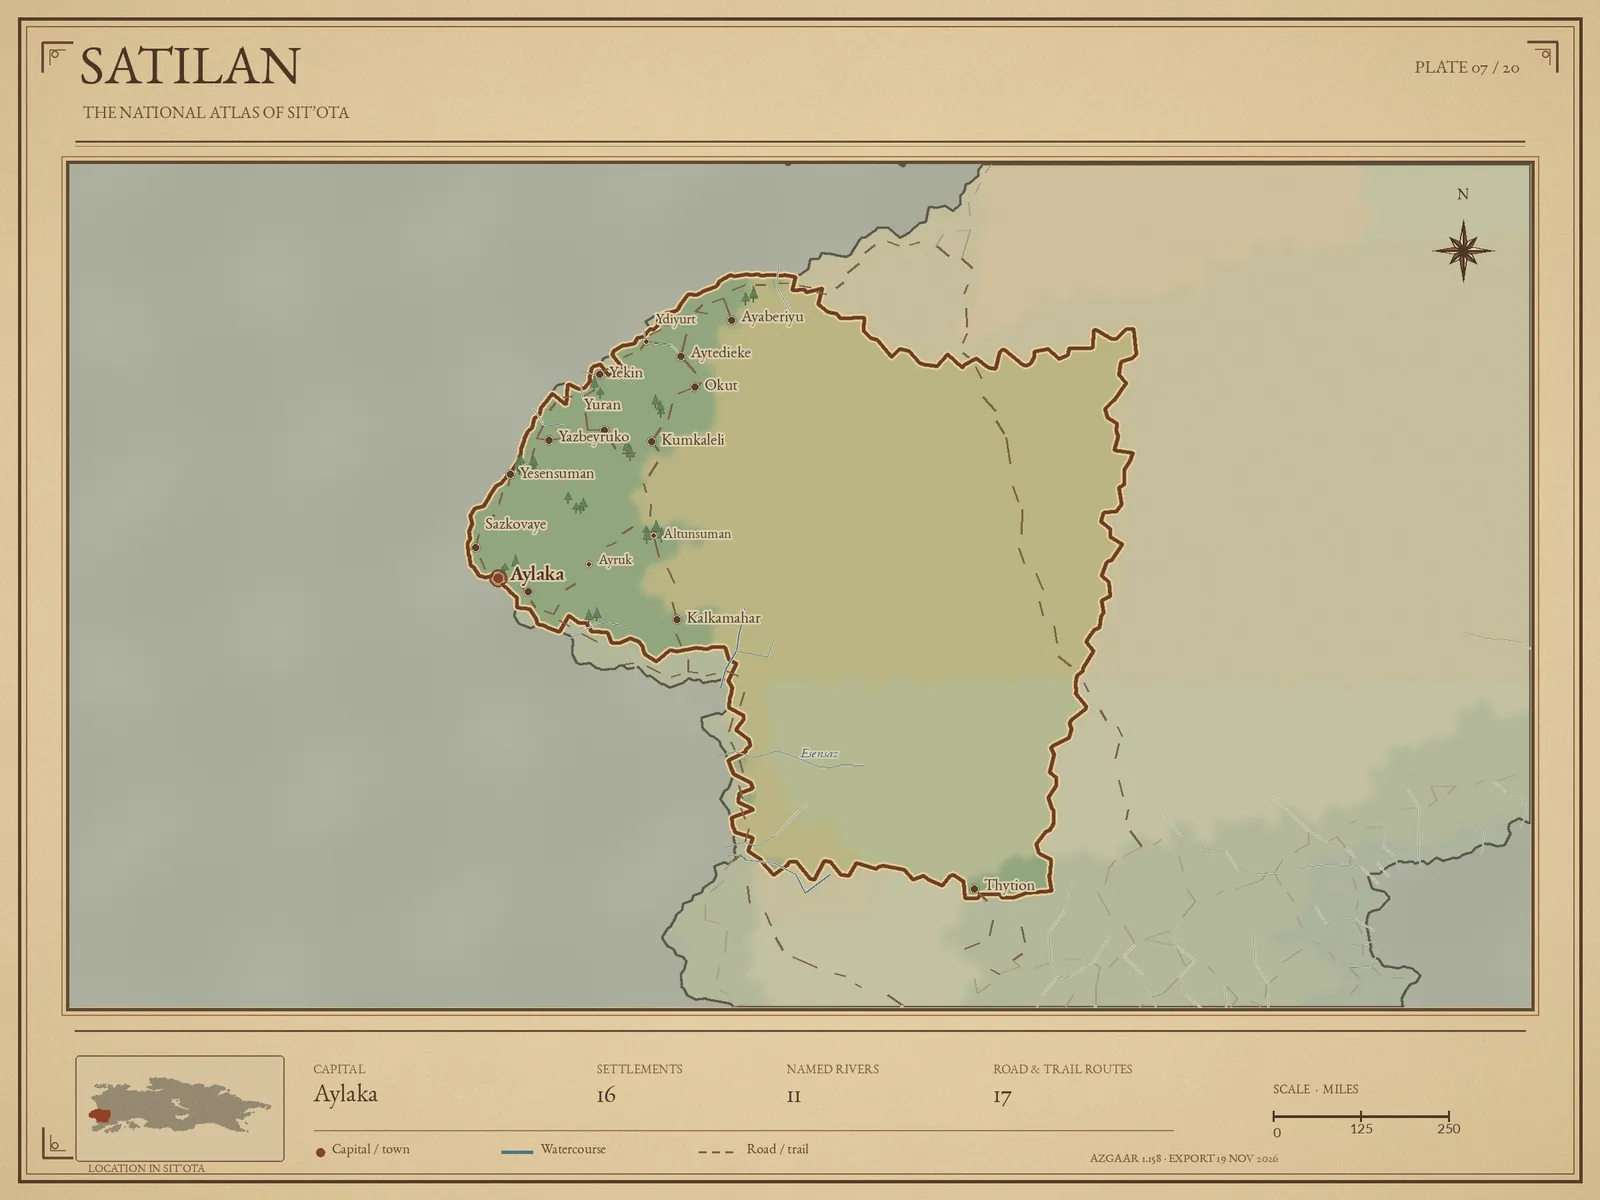 SATILAN
PLATE 07 / 20
THE NATIONAL ATLAS OF SIT'OTA
N
Ydiyurt
Ayaberiyu
Aytedieke
Yekin
Okut
Yuran
Yazbeyruko
Kumkaleli
Yesensuman
Sazkovaye
Altunsuman
Ayruk
Aylaka
Kalkamahar
Esensaz
Thytion
CAPITAL
Aylaka
SETTLEMENTS
16
NAMED RIVERS
11
ROAD & TRAIL ROUTES
17
SCALE · MILES
0 125 250
Capital / town
Watercourse
Road / trail
AZGAAR 1.158 · EXPORT 19 NOV 2026
LOCATION IN SIT'OTA